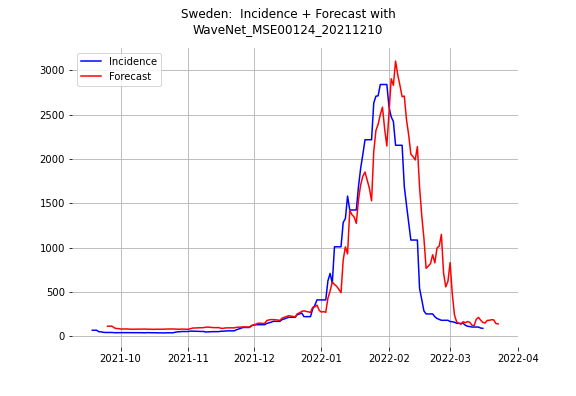 Sweden:  Incidence + Forecast with
WaveNet_MSE00124_20211210
Incidence
Forecast
3000
2500
2000
1500
1000
500
0
2021-10 2021-11 2021-12 2022-01 2022-02 2022-03 2022-04